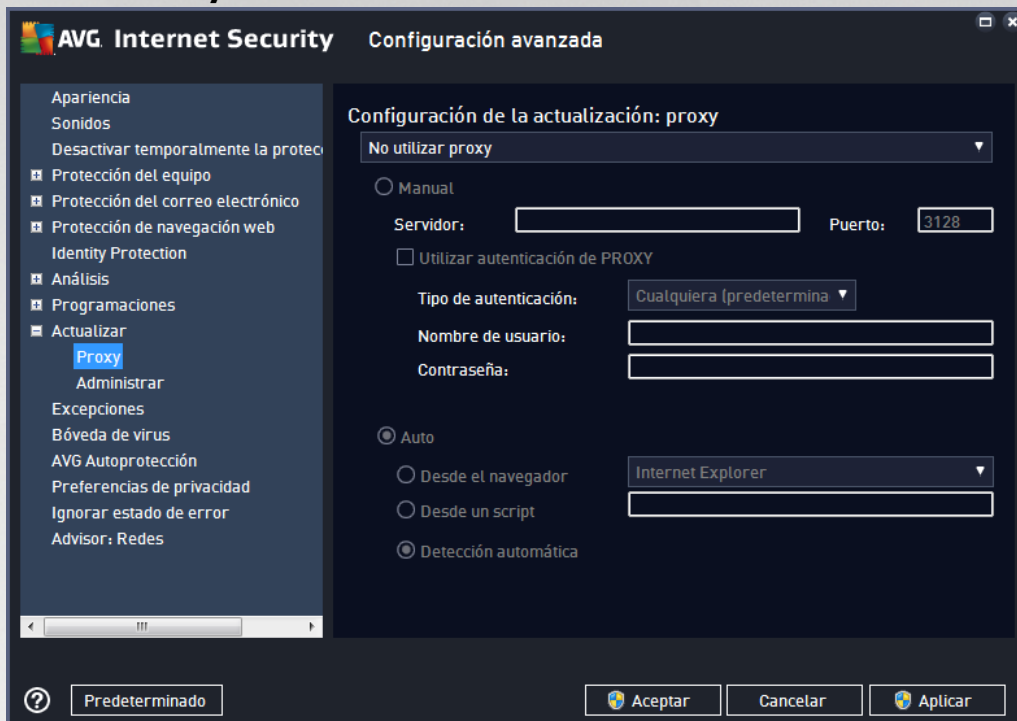 AVG Internet Security Configuración avanzada
Apariencia
Sonidos
Desactivar temporalmente la protec
Protección del equipo
Protección del correo electrónico
Protección de navegación web
Identity Protection
Análisis
Programaciones
Actualizar
Proxy
Administrar
Excepciones
Bóveda de virus
AVG Autoprotección
Preferencias de privacidad
Ignorar estado de error
Advisor: Redes
Configuración de la actualización: proxy
No utilizar proxy
Manual
Servidor: Puerto: 3128
Utilizar autenticación de PROXY
Tipo de autenticación: Cualquiera (predetermina
Nombre de usuario:
Contraseña:
Auto
Desde el navegador Internet Explorer
Desde un script
Detección automática
Predeterminado Aceptar Cancelar Aplicar